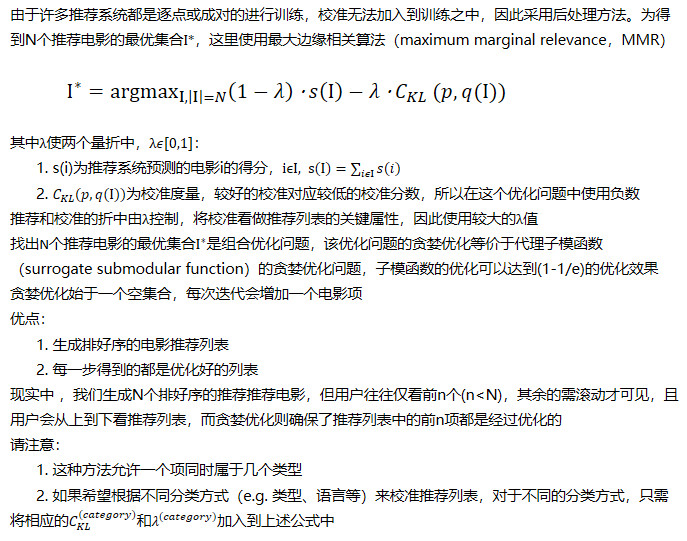 由于许多推荐系统都是逐点或成对的进行训练，校准无法加入到训练之中，因此采用后处理方法。为得
到N个推荐电影的最优集合I*，这里使用最大边缘相关算法（maximum marginal relevance，MMR）
I* = argmax_{I,|I|=N}(1 − λ) · s(I) − λ · C_{KL} (p, q(I))
其中λ使两个量折中，λϵ[0,1]：
1. s(i)为推荐系统预测的电影i的得分，iϵI, s(I) = ∑_{iϵI} s(i)
2. C_{KL}(p, q(I))为校准度量，较好的校准对应较低的校准分数，所以在这个优化问题中使用负数
推荐和校准的折中由λ控制，将校准看做推荐列表的关键属性，因此使用较大的λ值
找出N个推荐电影的最优集合I*是组合优化问题，该优化问题的贪婪优化等价于代理子模函数
（surrogate submodular function）的贪婪优化问题，子模函数的优化可以达到(1-1/e)的优化效果
贪婪优化始于一个空集合，每次迭代会增加一个电影项
优点：
1. 生成排好序的电影推荐列表
2. 每一步得到的都是优化好的列表
现实中，我们生成N个排好序的推荐推荐电影，但用户往往仅看前n个(n<N)，其余的需滚动才可见，且
用户会从上到下看推荐列表，而贪婪优化则确保了推荐列表中的前n项都是经过优化的
请注意：
1. 这种方法允许一个项同时属于几个类型
2. 如果希望根据不同分类方式（e.g. 类型、语言等）来校准推荐列表，对于不同的分类方式，只需
将相应的C_{KL}^{(category)}和λ^{(category)}加入到上述公式中